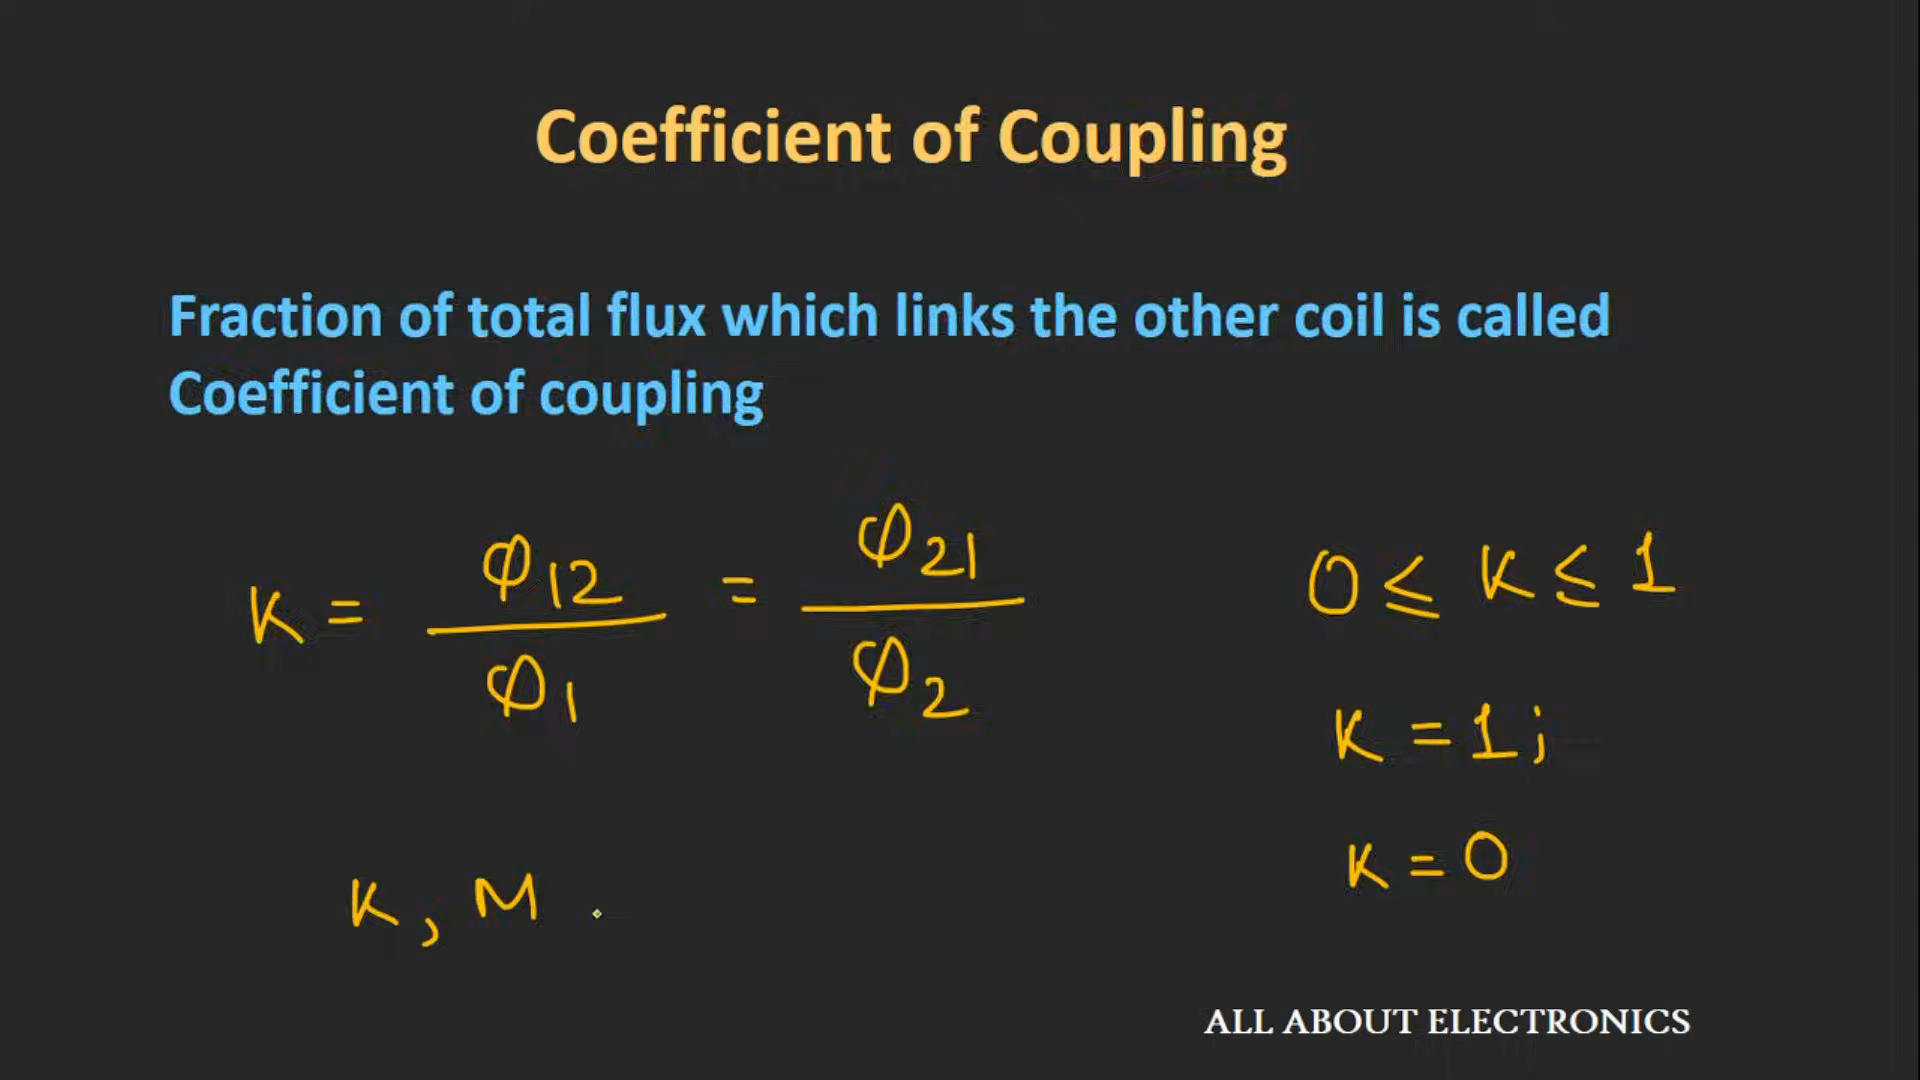 Coefficient of Coupling
Fraction of total flux which links the other coil is called
Coefficient of coupling
K = φ12 / φ1 = φ21 / φ2
0 ≤ K ≤ 1
K = 1;
K = 0
K, M
ALL ABOUT ELECTRONICS